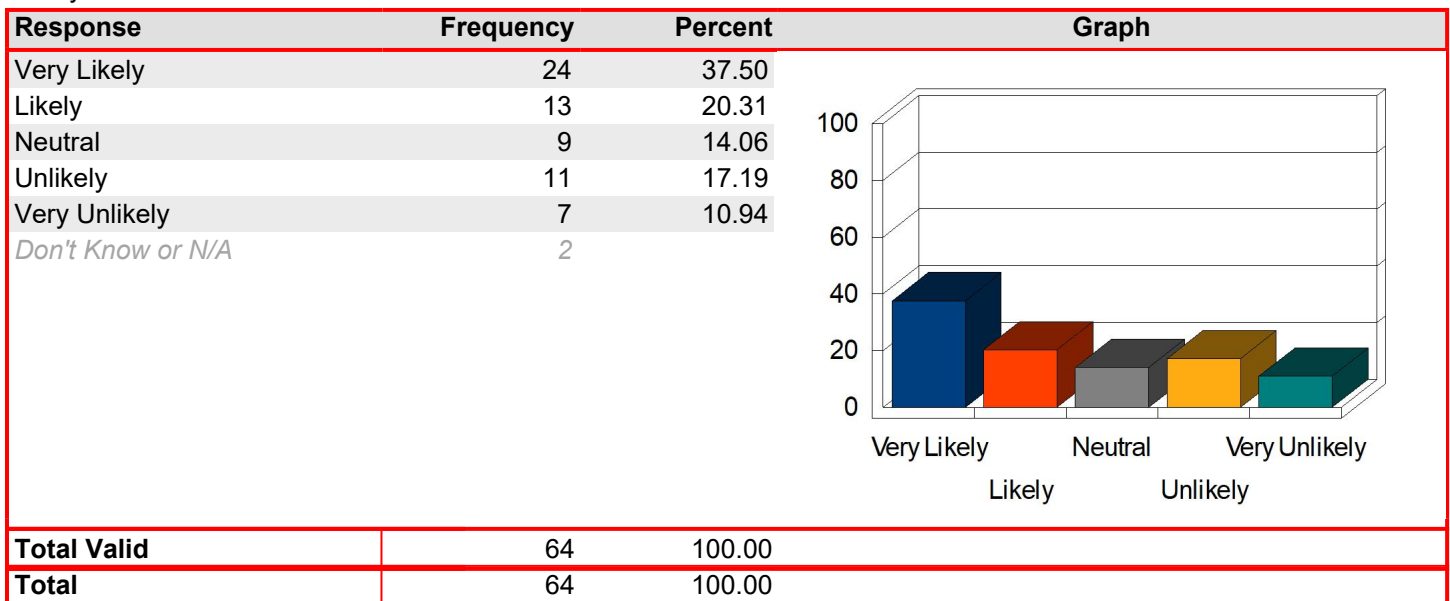 Response Frequency Percent Graph
Very Likely 24 37.50
Likely 13 20.31
Neutral 9 14.06
Unlikely 11 17.19
Very Unlikely 7 10.94
Don't Know or N/A 2
100
80
60
40
20
0
Very Likely Neutral Very Unlikely
Likely Unlikely
Total Valid 64 100.00
Total 64 100.00